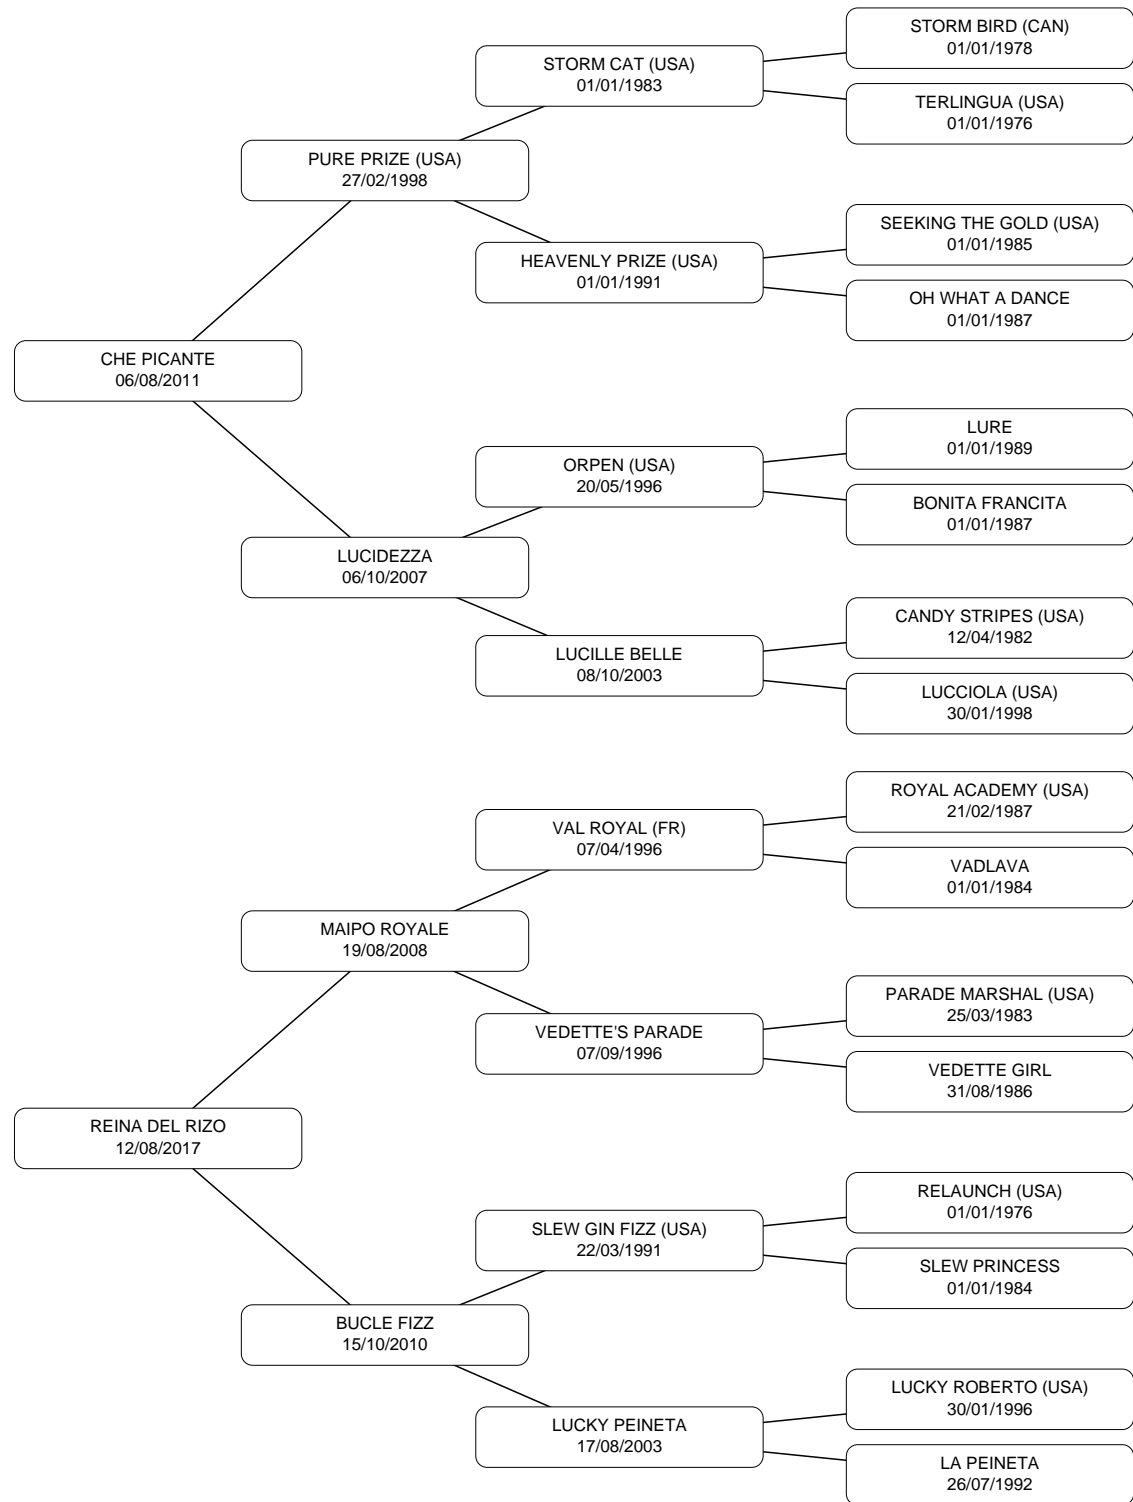 STORM BIRD (CAN)
01/01/1978
STORM CAT (USA)
01/01/1983
TERLINGUA (USA)
01/01/1976
PURE PRIZE (USA)
27/02/1998
SEEKING THE GOLD (USA)
01/01/1985
HEAVENLY PRIZE (USA)
01/01/1991
OH WHAT A DANCE
01/01/1987
CHE PICANTE
06/08/2011
LURE
01/01/1989
ORPEN (USA)
20/05/1996
BONITA FRANCITA
01/01/1987
LUCIDEZZA
06/10/2007
CANDY STRIPES (USA)
12/04/1982
LUCILLE BELLE
08/10/2003
LUCCIOLA (USA)
30/01/1998
ROYAL ACADEMY (USA)
21/02/1987
VAL ROYAL (FR)
07/04/1996
VADLAVA
01/01/1984
MAIPO ROYALE
19/08/2008
PARADE MARSHAL (USA)
25/03/1983
VEDETTE'S PARADE
07/09/1996
VEDETTE GIRL
31/08/1986
REINA DEL RIZO
12/08/2017
RELAUNCH (USA)
01/01/1976
SLEW GIN FIZZ (USA)
22/03/1991
SLEW PRINCESS
01/01/1984
BUCLE FIZZ
15/10/2010
LUCKY ROBERTO (USA)
30/01/1996
LUCKY PEINETA
17/08/2003
LA PEINETA
26/07/1992